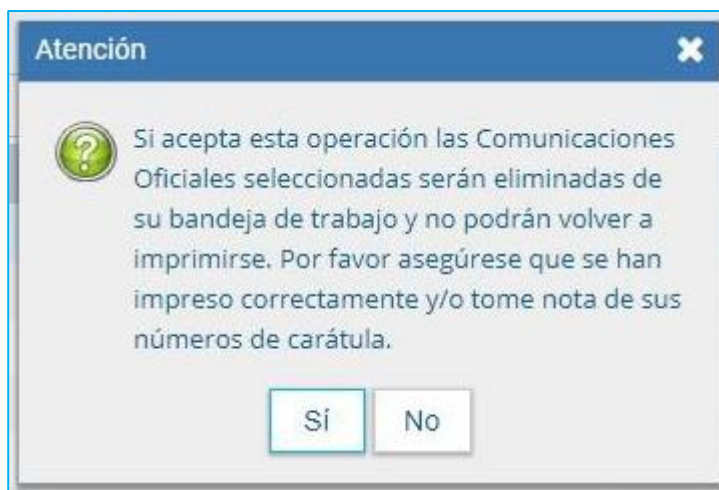 Atención
Si acepta esta operación las Comunicaciones
Oficiales seleccionadas serán eliminadas de
su bandeja de trabajo y no podrán volver a
imprimirse. Por favor asegúrese que se han
impreso correctamente y/o tome nota de sus
números de carátula.
Sí No